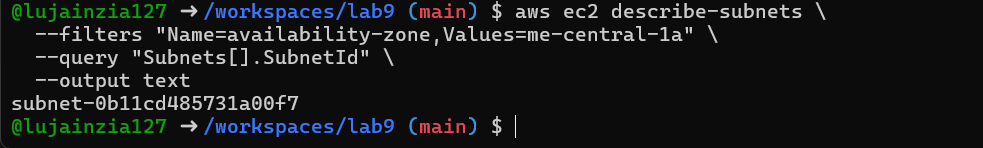 @lujainzia127 → /workspaces/lab9 (main) $ aws ec2 describe-subnets \
  --filters "Name=availability-zone,Values=me-central-1a" \
  --query "Subnets[].SubnetId" \
  --output text
subnet-0b11cd485731a00f7
@lujainzia127 → /workspaces/lab9 (main) $